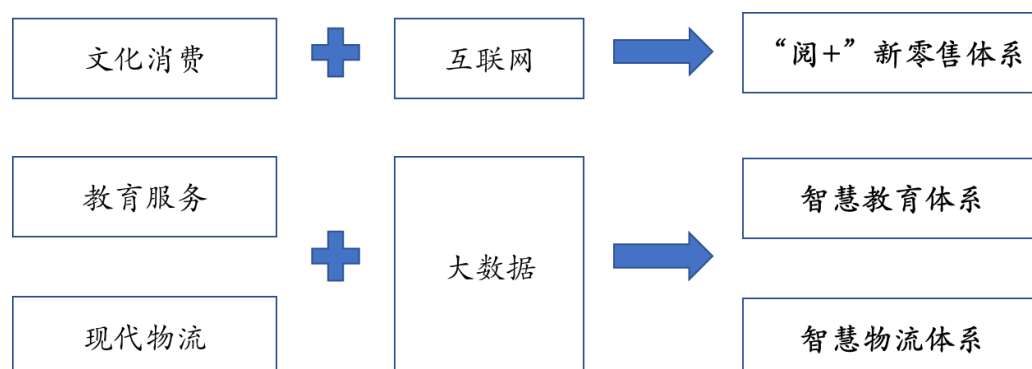 文化消费
互联网
“阅+”新零售体系
教育服务
大数据
智慧教育体系
现代物流
智慧物流体系